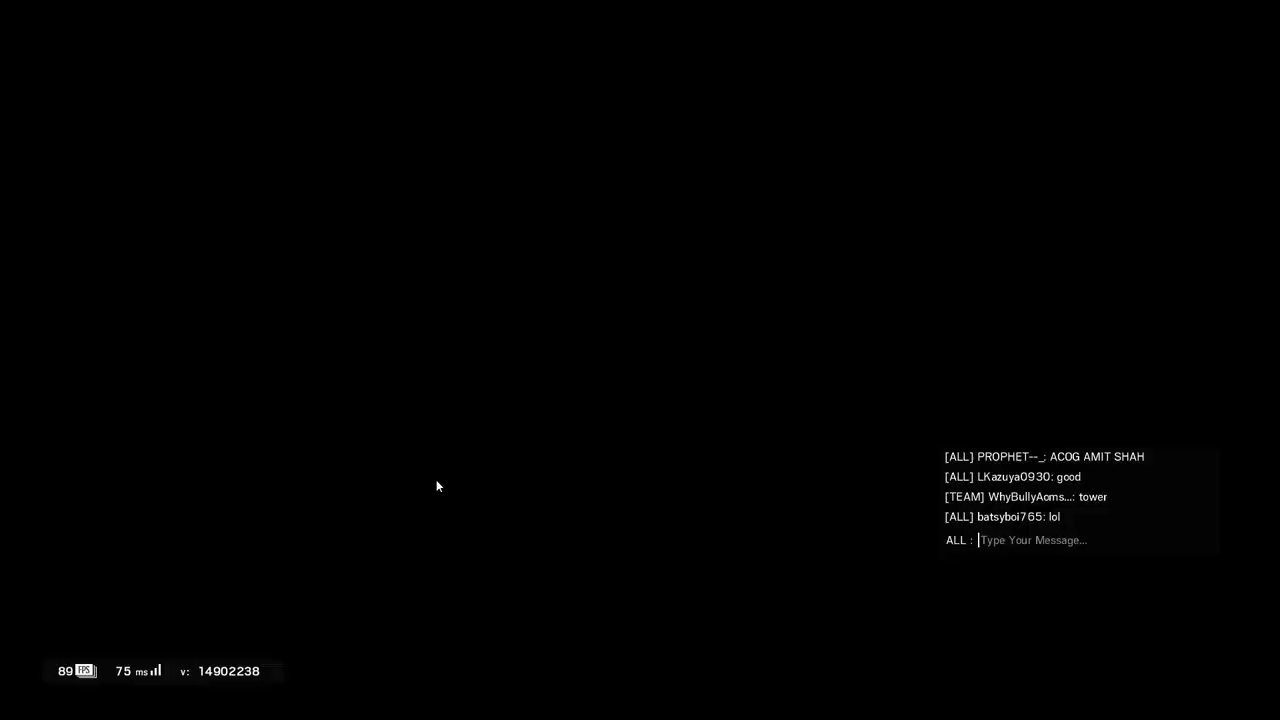 [ALL] PROPHET--_: ACOG AMIT SHAH
[ALL] LKazuya0930: good
[TEAM] WhyBullyAoms...: tower
[ALL] batsyboi765: lol
ALL : Type Your Message...
89 FPS 75 ms v: 14902238